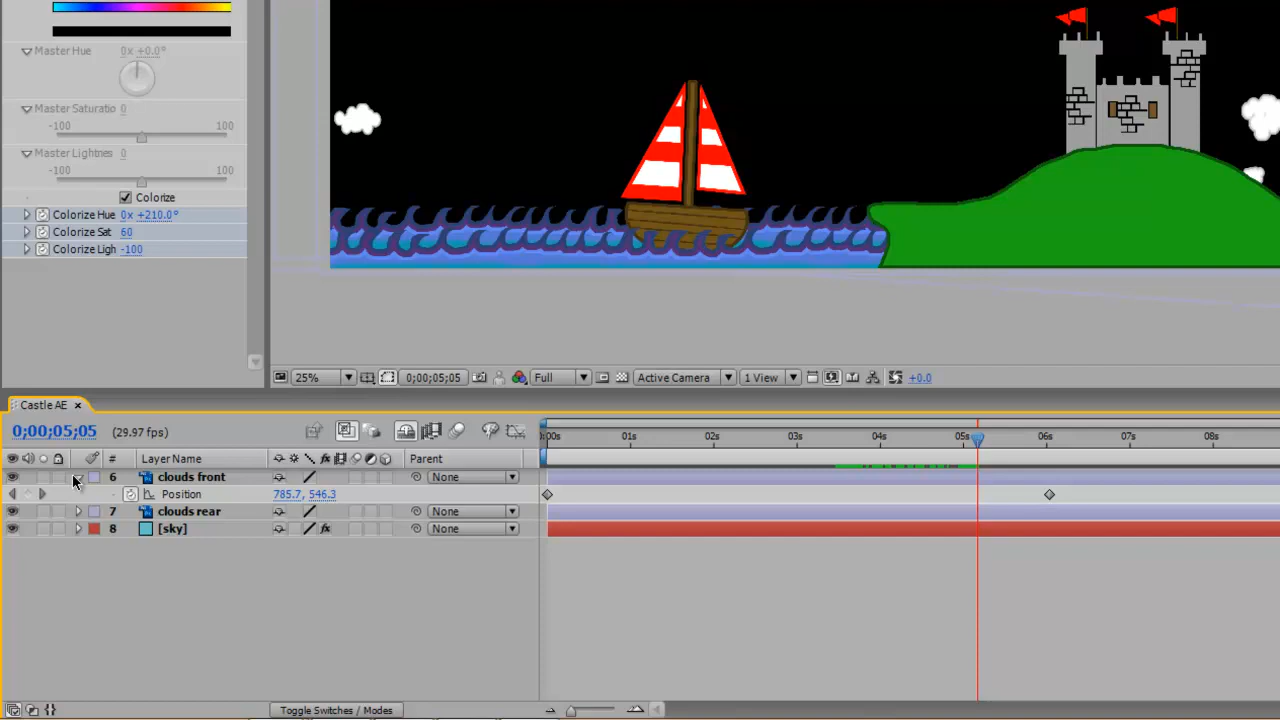 Master Hue 0x +0.0°
Master Saturatio 0
-100 100
Master Lightnes 0
-100 100
Colorize
Colorize Hue 0x +210.0°
Colorize Sat 60
Colorize Ligh -100
25% 0;00;05;05 Full Active Camera 1 View +0.0
Castle AE x
0;00;05;05 (29.97 fps)
:00s 01s 02s 03s 04s 05s 06s 07s 08s
# Layer Name Parent
6 clouds front None
Position 785.7, 546.3
7 clouds rear None
8 [sky] None
Toggle Switches / Modes